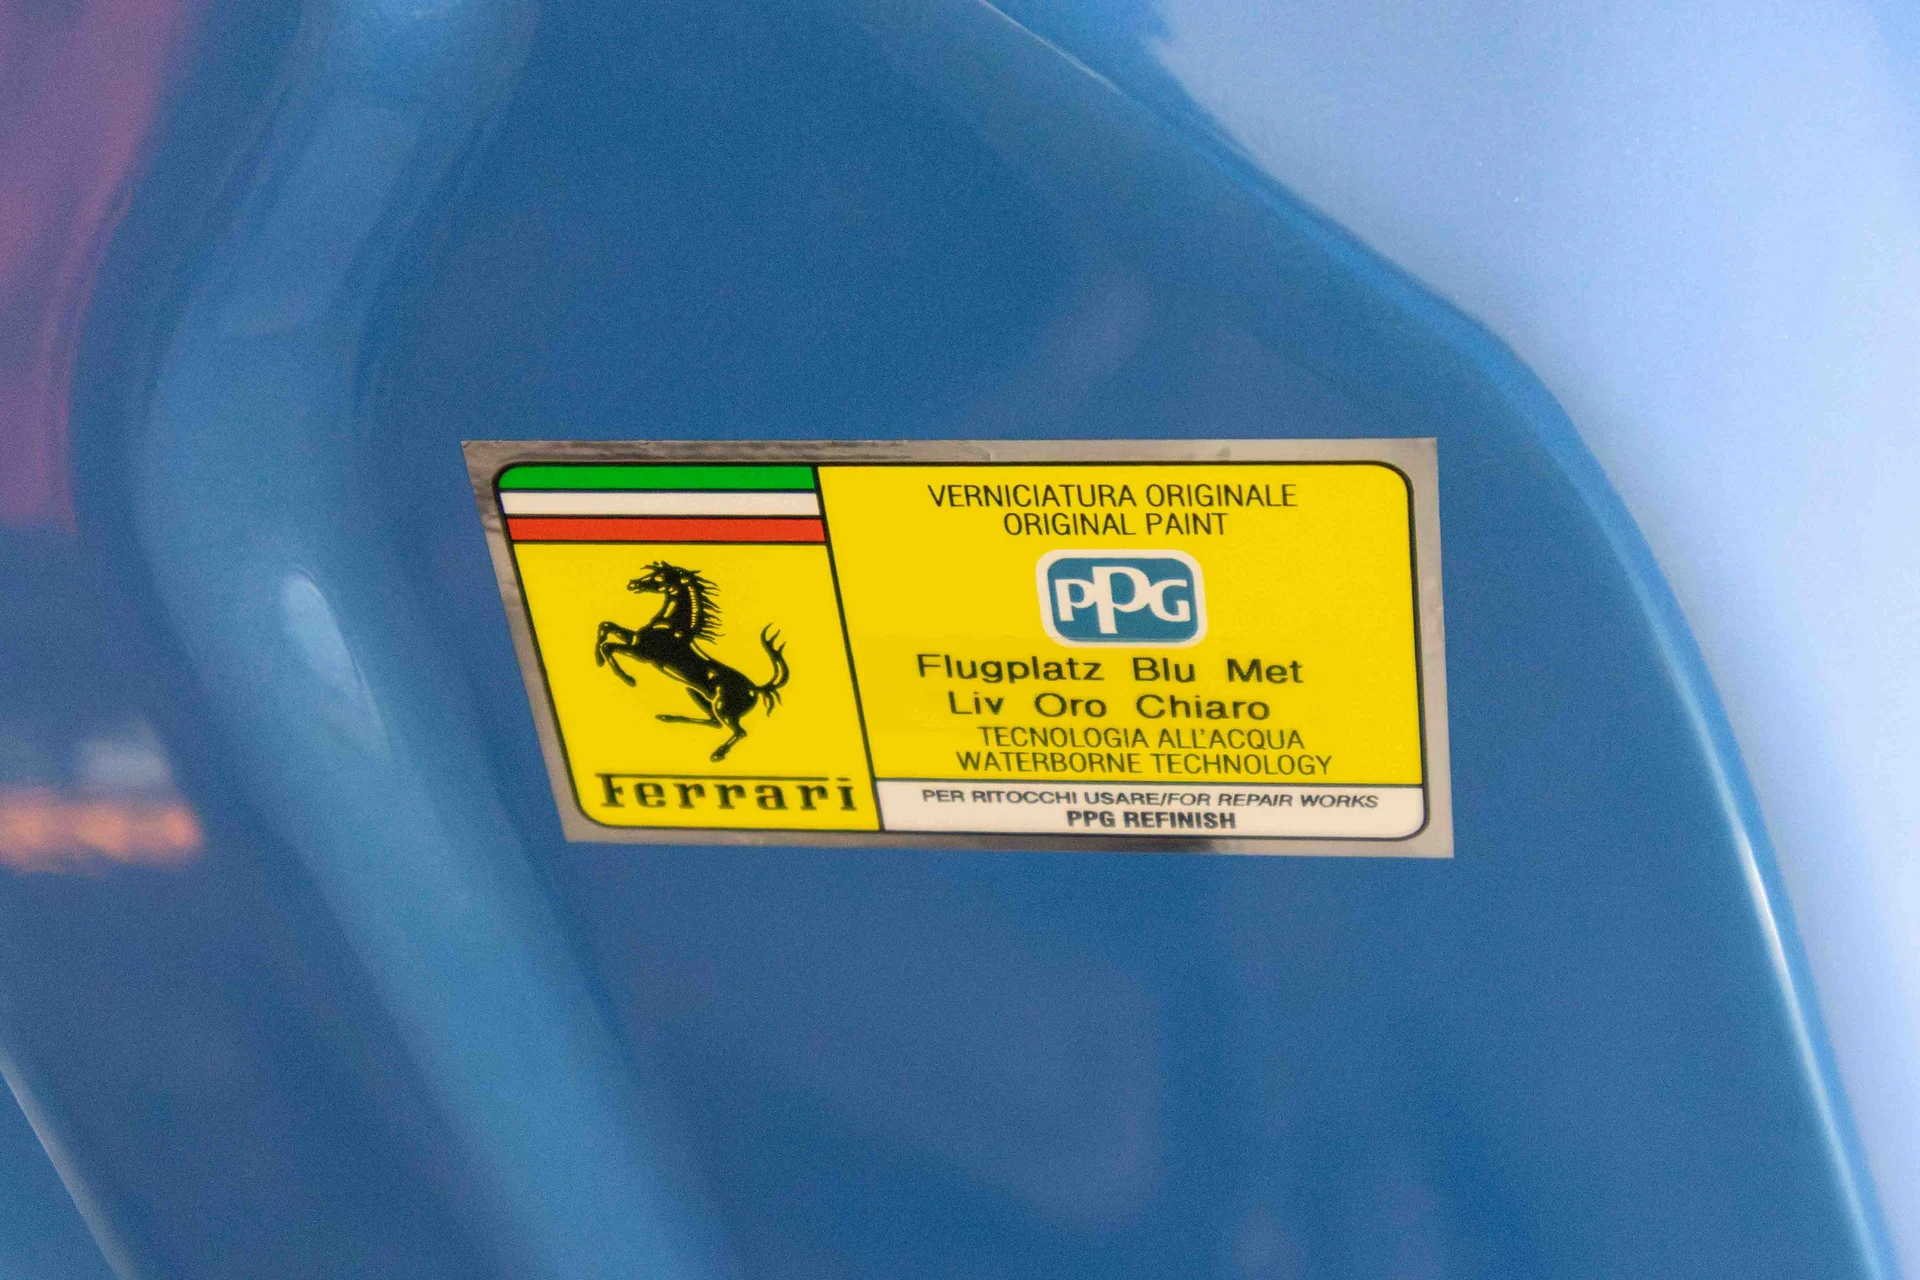 VERNICIATURA ORIGINALE
ORIGINAL PAINT
PPG
Flugplatz Blu Met
Liv Oro Chiaro
TECNOLOGIA ALL'ACQUA
WATERBORNE TECHNOLOGY
PER RITOCCHI USARE/FOR REPAIR WORKS
PPG REFINISH
Ferrari